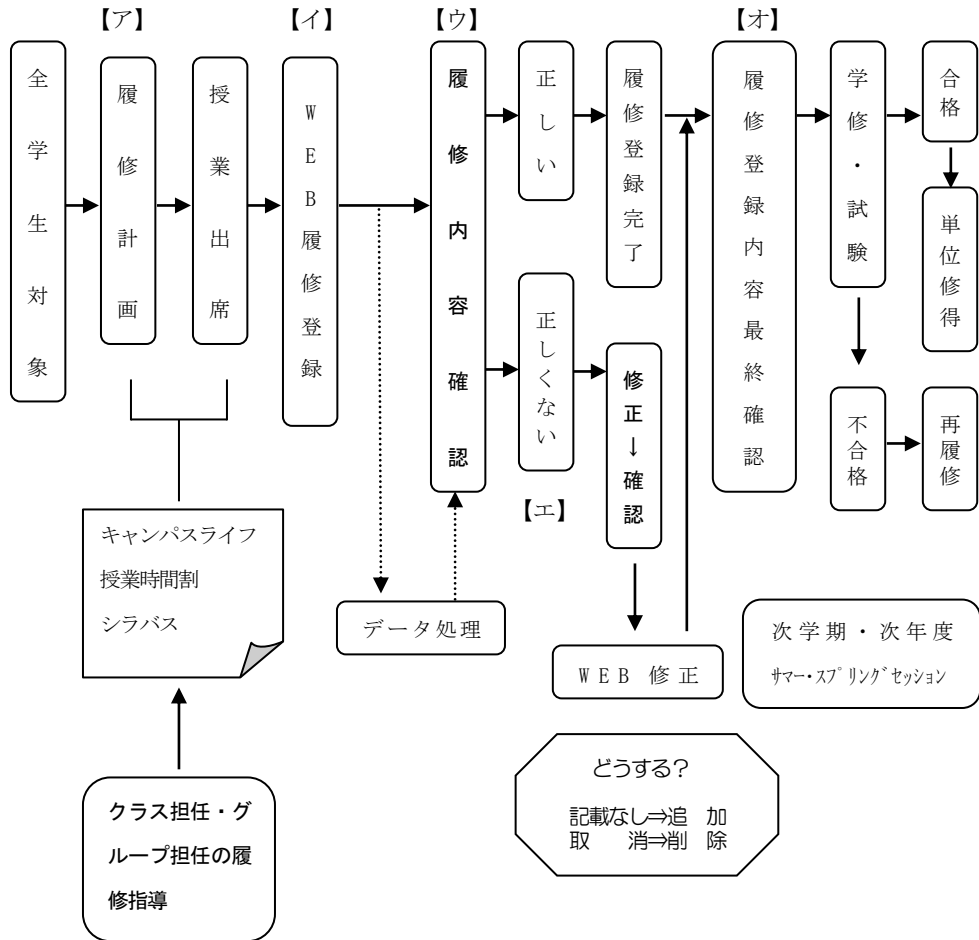 【ア】
【イ】
【ウ】
【オ】
全学生対象
履修計画
授業出席
WEB履修登録
履修内容確認
正しい
履修登録完了
履修登録内容最終確認
学修・試験
合格
単位修得
正しくない
【エ】
修正→確認
不合格
再履修
キャンパスライフ
授業時間割
シラバス
データ処理
WEB 修正
次学期・次年度
ｻﾏｰ・ｽﾌﾟﾘﾝｸﾞｾｯｼｮﾝ
どうする?
記載なし⇒追 加
取 消⇒削 除
クラス担任・グ
ループ担任の履
修指導